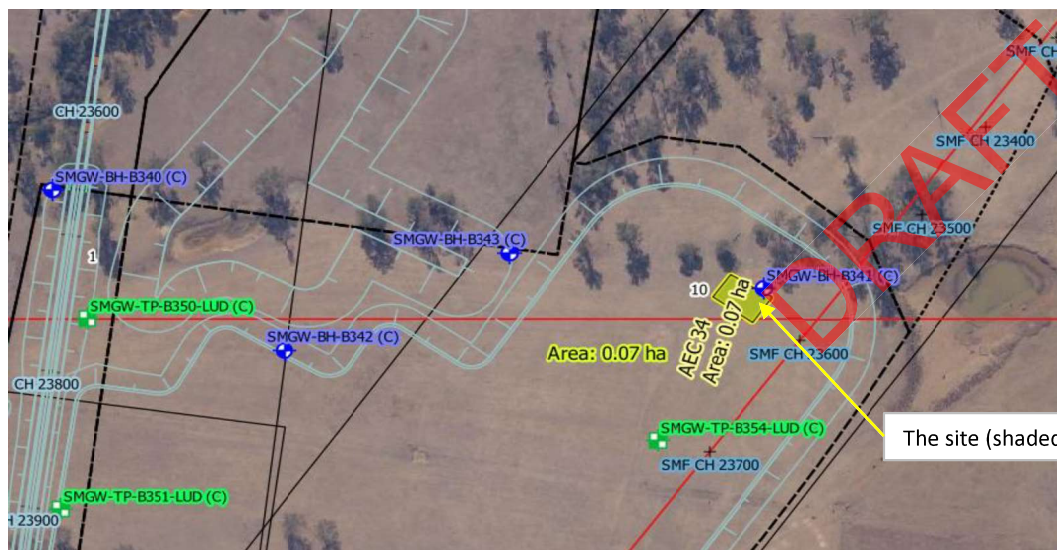 SMF CH
CH 23600
SMF CH 23400
SMGW-BH-B340 (C)
SMF CH 23500
SMGW-BH-B343 (C)
1
SMGW-BH-B341 (C)
10
SMGW-TP-B350-LUD (C)
SMGW-BH-B342 (C)
Area: 0.07 ha
AEC 34
Area: 0.07 ha
SMF CH 23600
CH 23800
SMGW-TP-B354-LUD (C)
The site (shaded
SMF CH 23700
SMGW-TP-B351-LUD (C)
H 23900
DRAFT